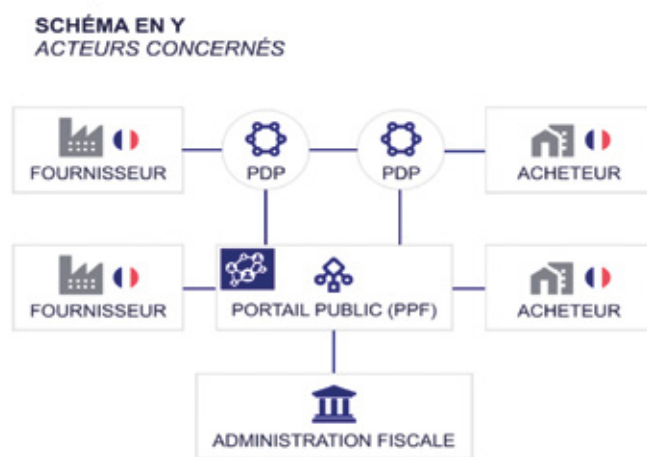 SCHÉMA EN Y
ACTEURS CONCERNÉS
FOURNISSEUR
PDP
PDP
ACHETEUR
FOURNISSEUR
PORTAIL PUBLIC (PPF)
ACHETEUR
ADMINISTRATION FISCALE